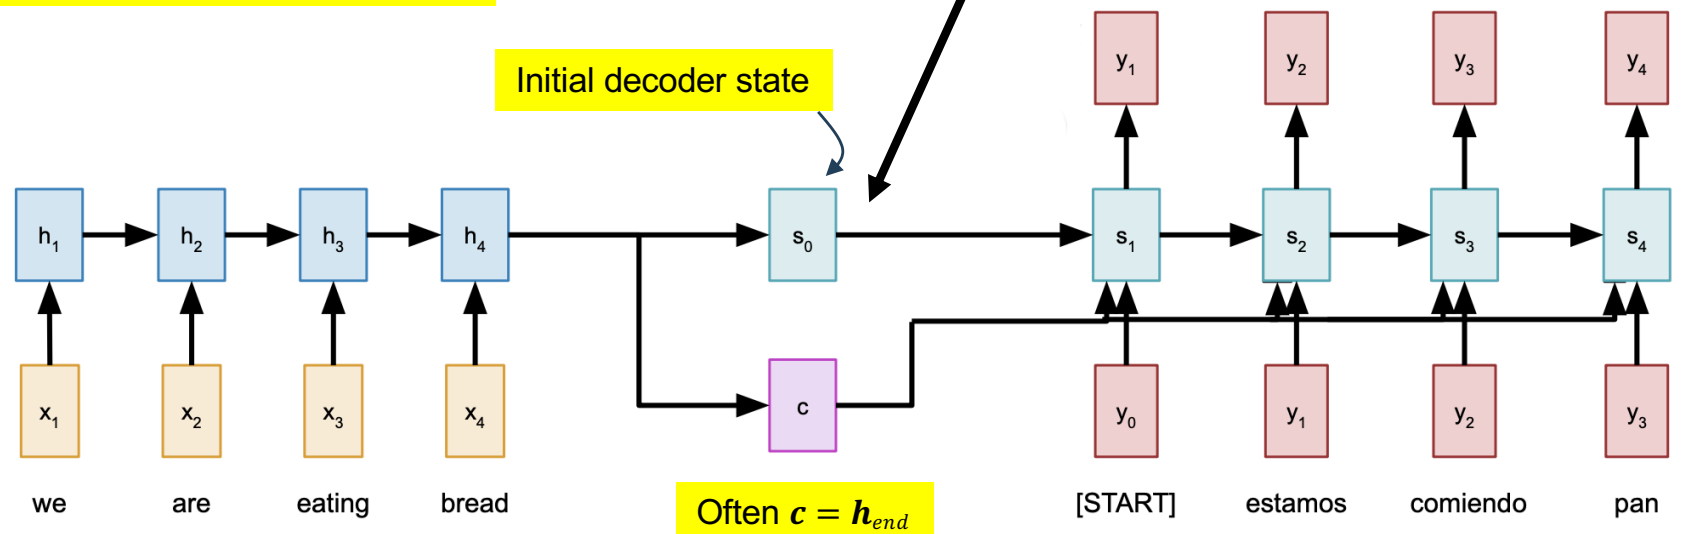 y₁ y₂ y₃ y₄
Initial decoder state
h₁ h₂ h₃ h₄ s₀ s₁ s₂ s₃ s₄
x₁ x₂ x₃ x₄ c y₀ y₁ y₂ y₃
we are eating bread [START] estamos comiendo pan
Often c = h_end